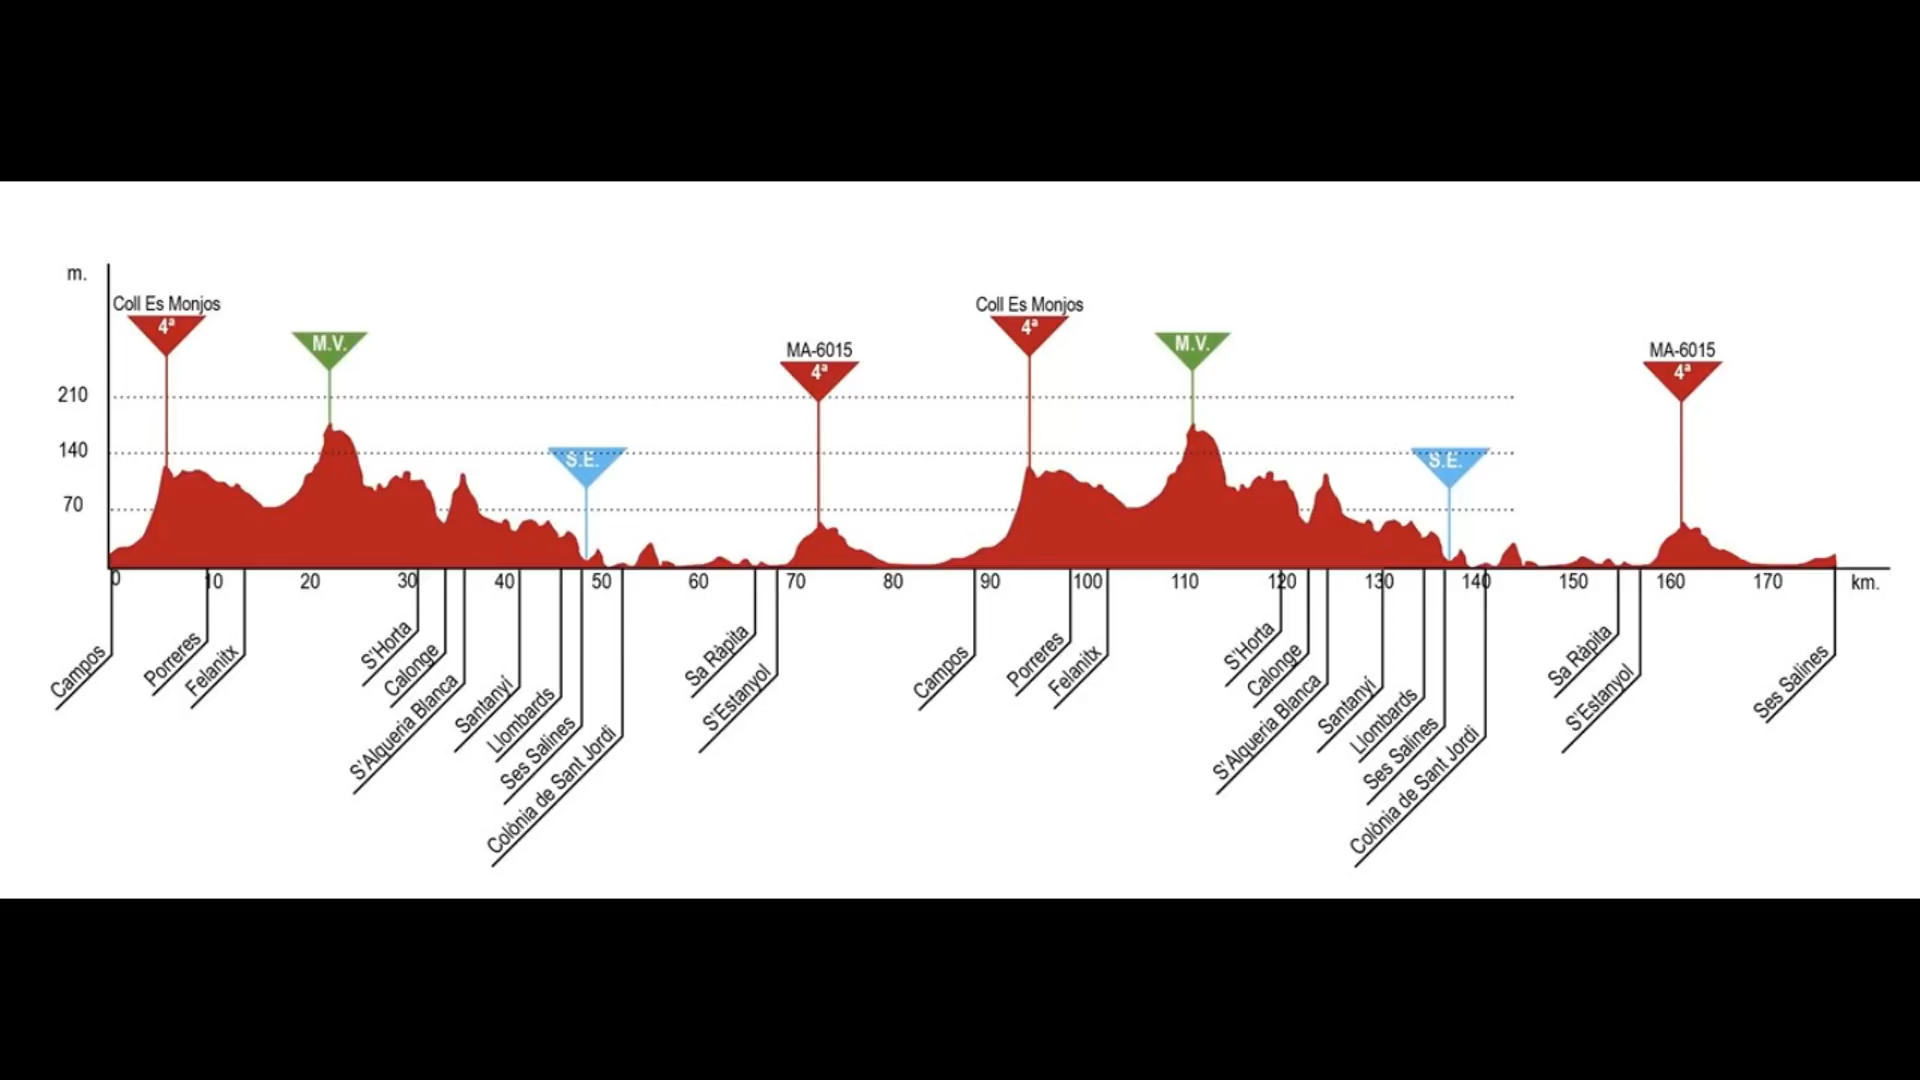 m.
Coll Es Monjos
4ª
M.V.
MA-6015
4ª
S.E.
Coll Es Monjos
4ª
M.V.
MA-6015
4ª
S.E.
210
140
70
0 10 20 30 40 50 60 70 80 90 100 110 120 130 140 150 160 170 km.
Campos
Porreres
Felanitx
S'Horta
Calonge
S'Alqueria Blanca
Santanyí
Llombards
Ses Salines
Colònia de Sant Jordi
Sa Ràpita
S'Estanyol
Campos
Porreres
Felanitx
S'Horta
Calonge
S'Alqueria Blanca
Santanyí
Llombards
Ses Salines
Colònia de Sant Jordi
Sa Ràpita
S'Estanyol
Ses Salines